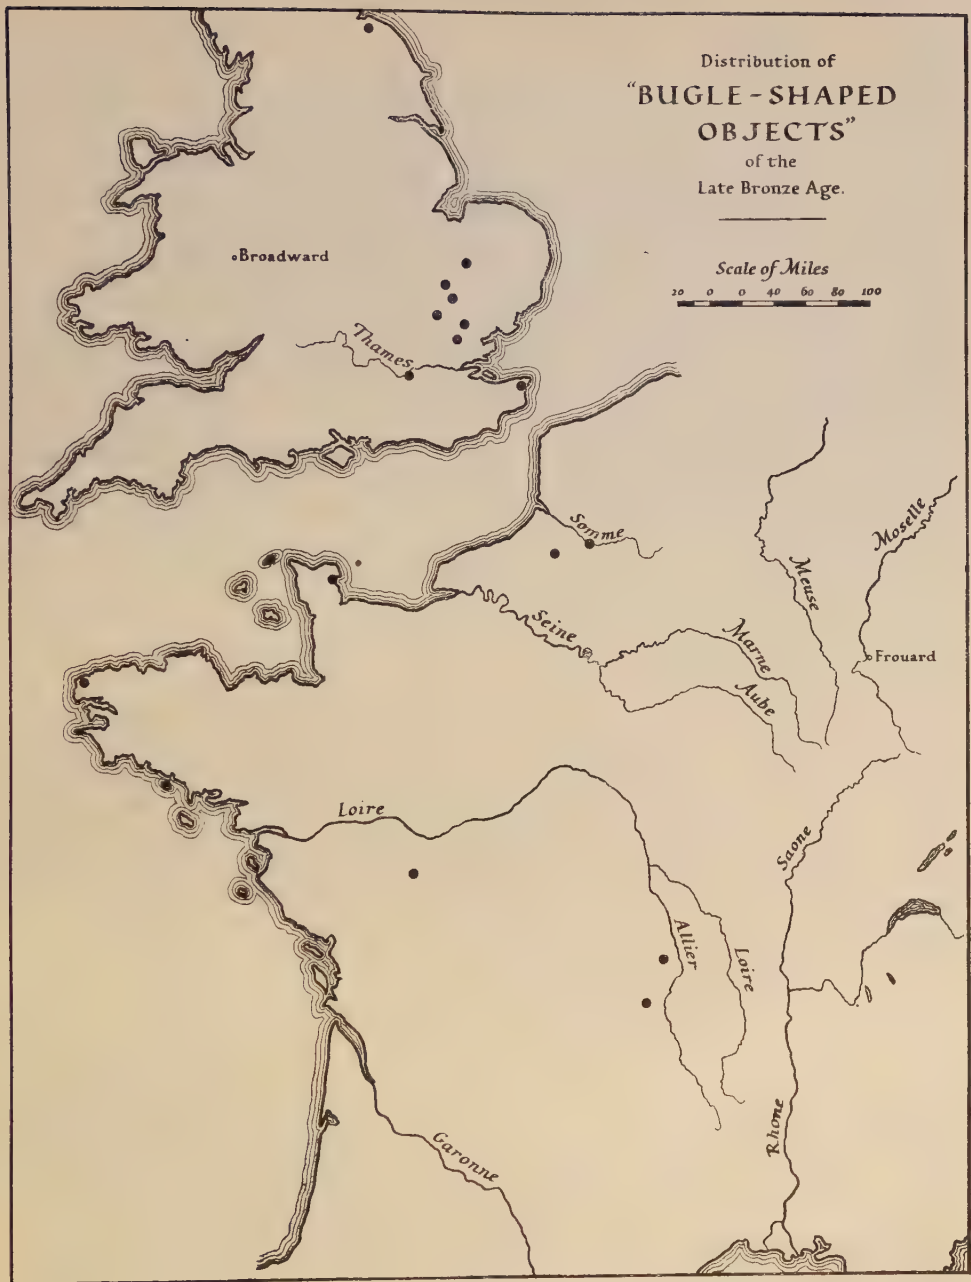 Distribution of
"BUGLE-SHAPED
OBJECTS"
of the
Late Bronze Age.
Scale of Miles
20 0 0 40 60 80 100
Broadward
Thames
Somme
Moselle
Meuse
Seine
Marne
Frouard
Aube
Loire
Saone
Allier
Loire
Rhone
Garonne